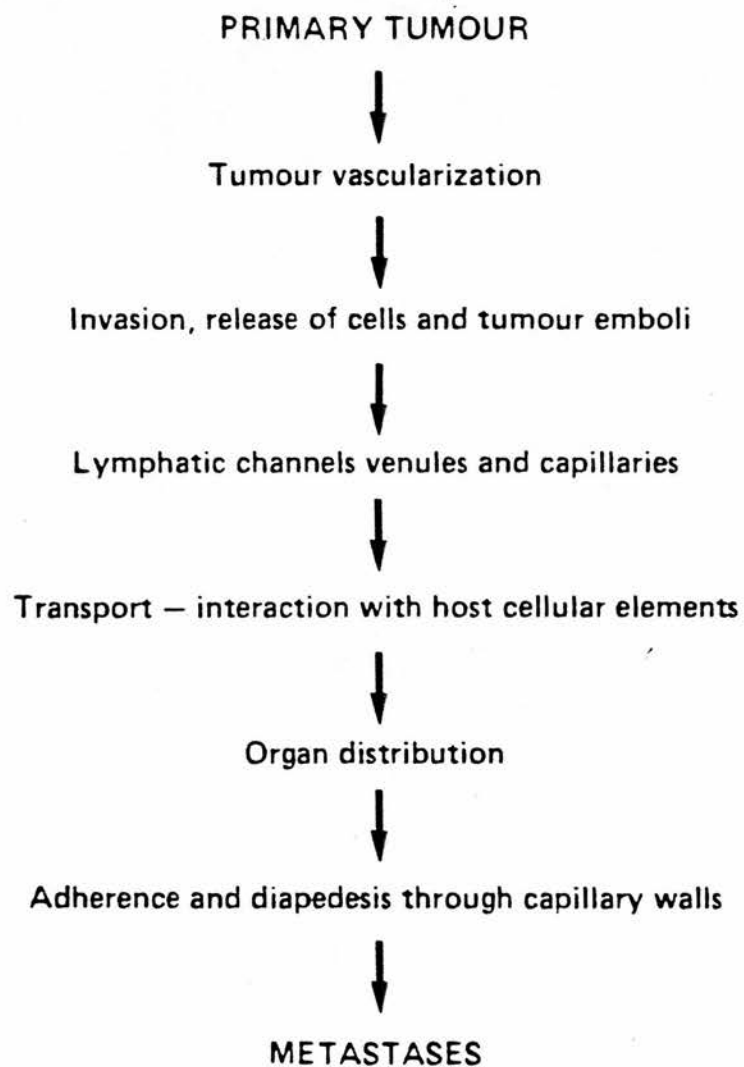 PRIMARY TUMOUR
Tumour vascularization
Invasion, release of cells and tumour emboli
Lymphatic channels venules and capillaries
Transport – interaction with host cellular elements
Organ distribution
Adherence and diapedesis through capillary walls
METASTASES